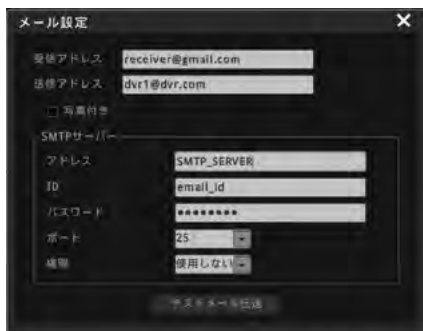 メール設定
受信アドレス receiver@gmail.com
送信アドレス dvr1@dvr.com
写真付き
SMTPサーバー
アドレス SMTP_SERVER
ID email_id
パスワード ●●●●●●●●
ポート 25
種類 使用しない
テストメール伝送